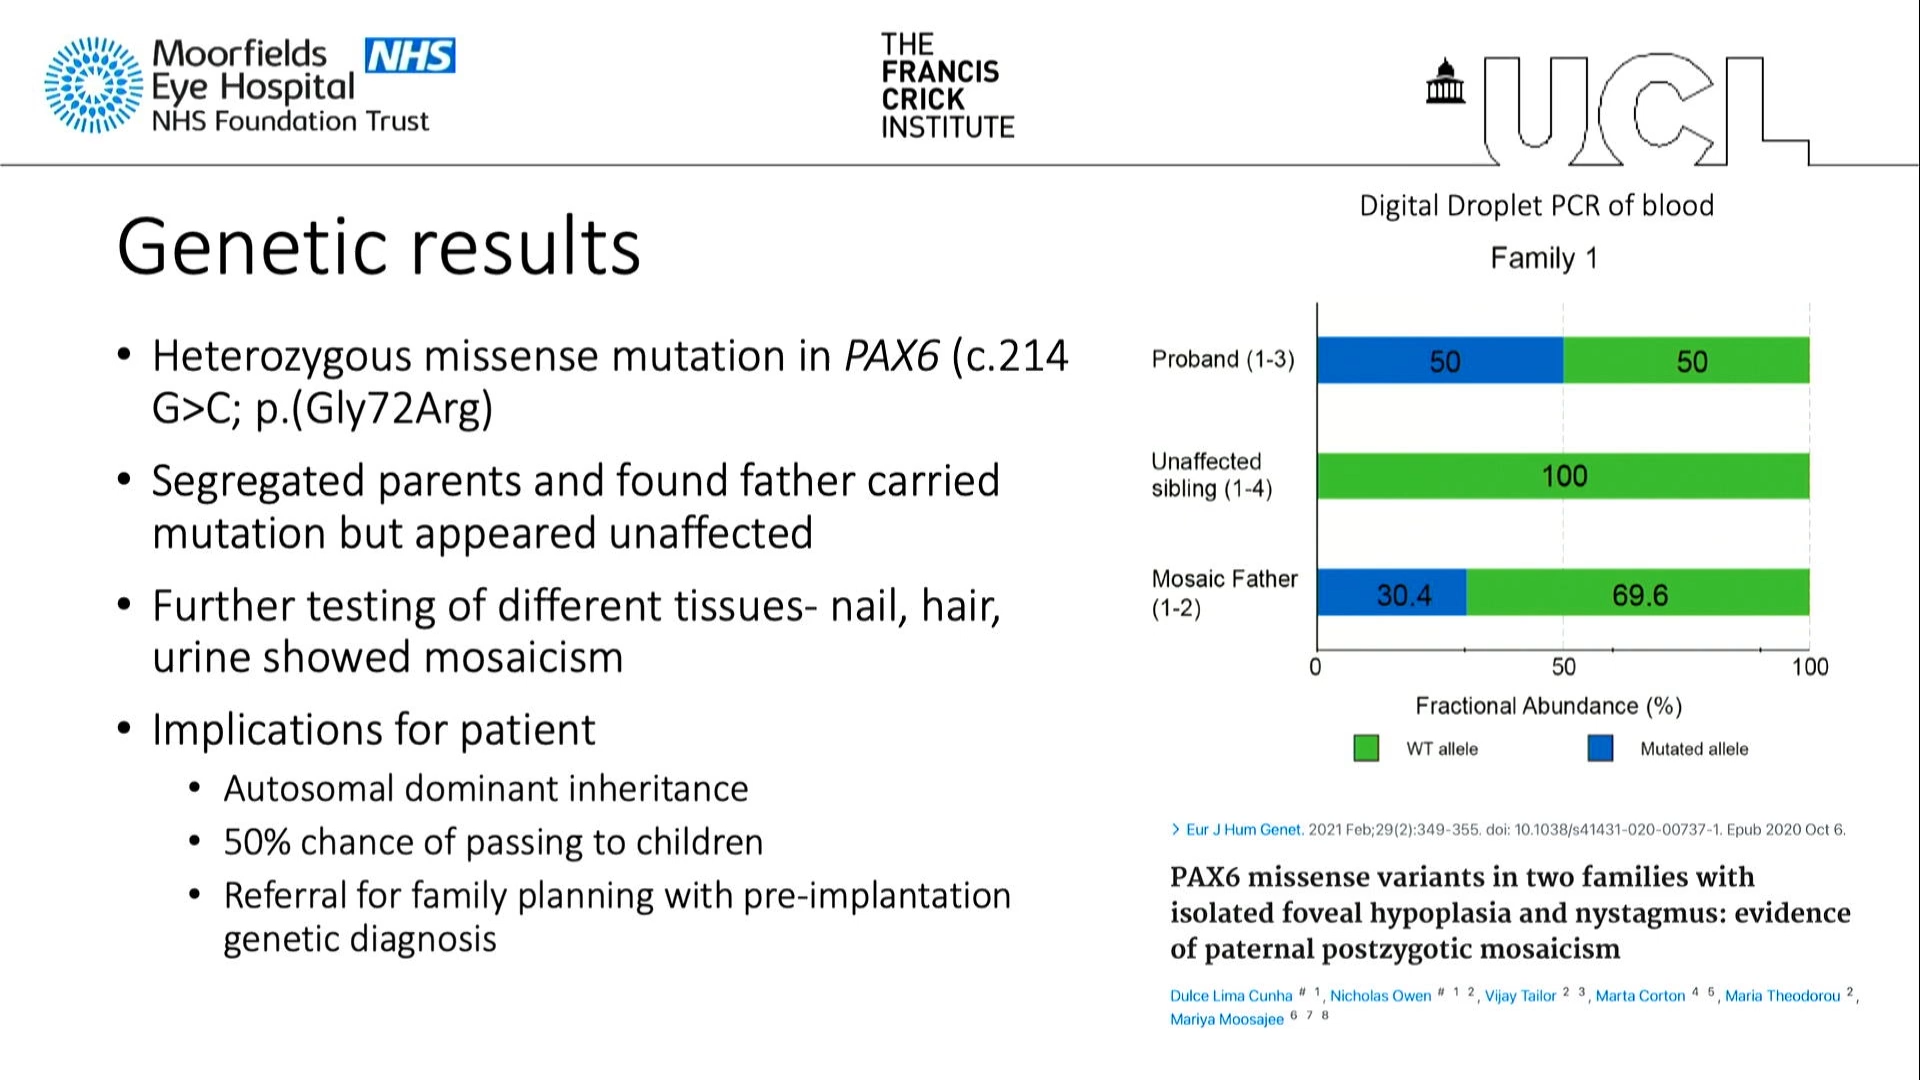 Moorfields
Eye Hospital
NHS Foundation Trust
NHS
THE
FRANCIS
CRICK
INSTITUTE
UCL
Genetic results
• Heterozygous missense mutation in PAX6 (c.214
G>C; p.(Gly72Arg)
• Segregated parents and found father carried
mutation but appeared unaffected
• Further testing of different tissues- nail, hair,
urine showed mosaicism
• Implications for patient
• Autosomal dominant inheritance
• 50% chance of passing to children
• Referral for family planning with pre-implantation
genetic diagnosis
Digital Droplet PCR of blood
Family 1
Proband (1-3)
50 50
Unaffected
sibling (1-4)
100
Mosaic Father
(1-2)
30.4 69.6
0 50 100
Fractional Abundance (%)
WT allele Mutated allele
> Eur J Hum Genet. 2021 Feb;29(2):349-355. doi: 10.1038/s41431-020-00737-1. Epub 2020 Oct 6.
PAX6 missense variants in two families with
isolated foveal hypoplasia and nystagmus: evidence
of paternal postzygotic mosaicism
Dulce Lima Cunha # 1, Nicholas Owen # 1 2, Vijay Tailor 2 3, Marta Corton 4 5, Maria Theodorou 2,
Mariya Moosajee 6 7 8